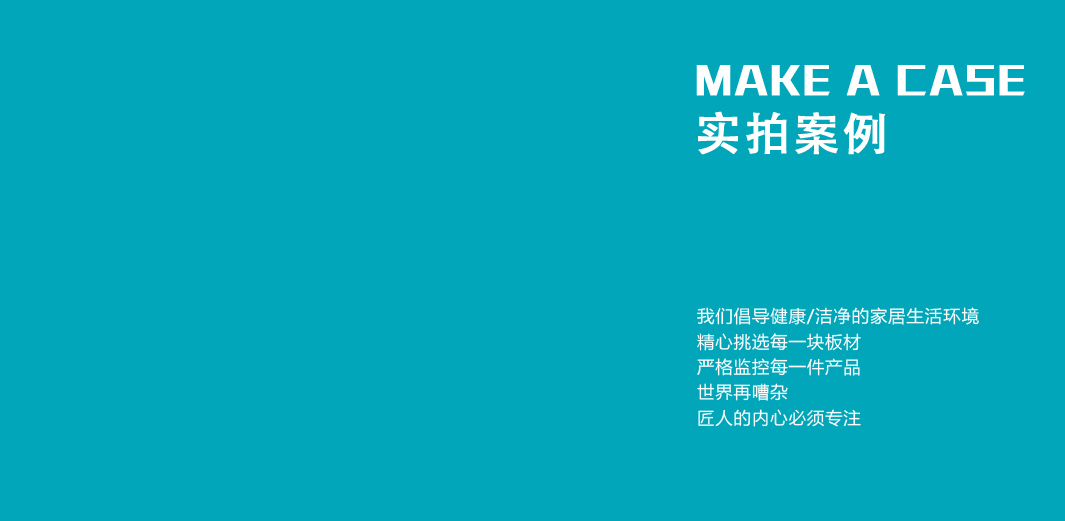 MAKE A CASE
实拍案例
我们倡导健康/洁净的家居生活环境
精心挑选每一块板材
严格监控每一件产品
世界再嘈杂
匠人的内心必须专注